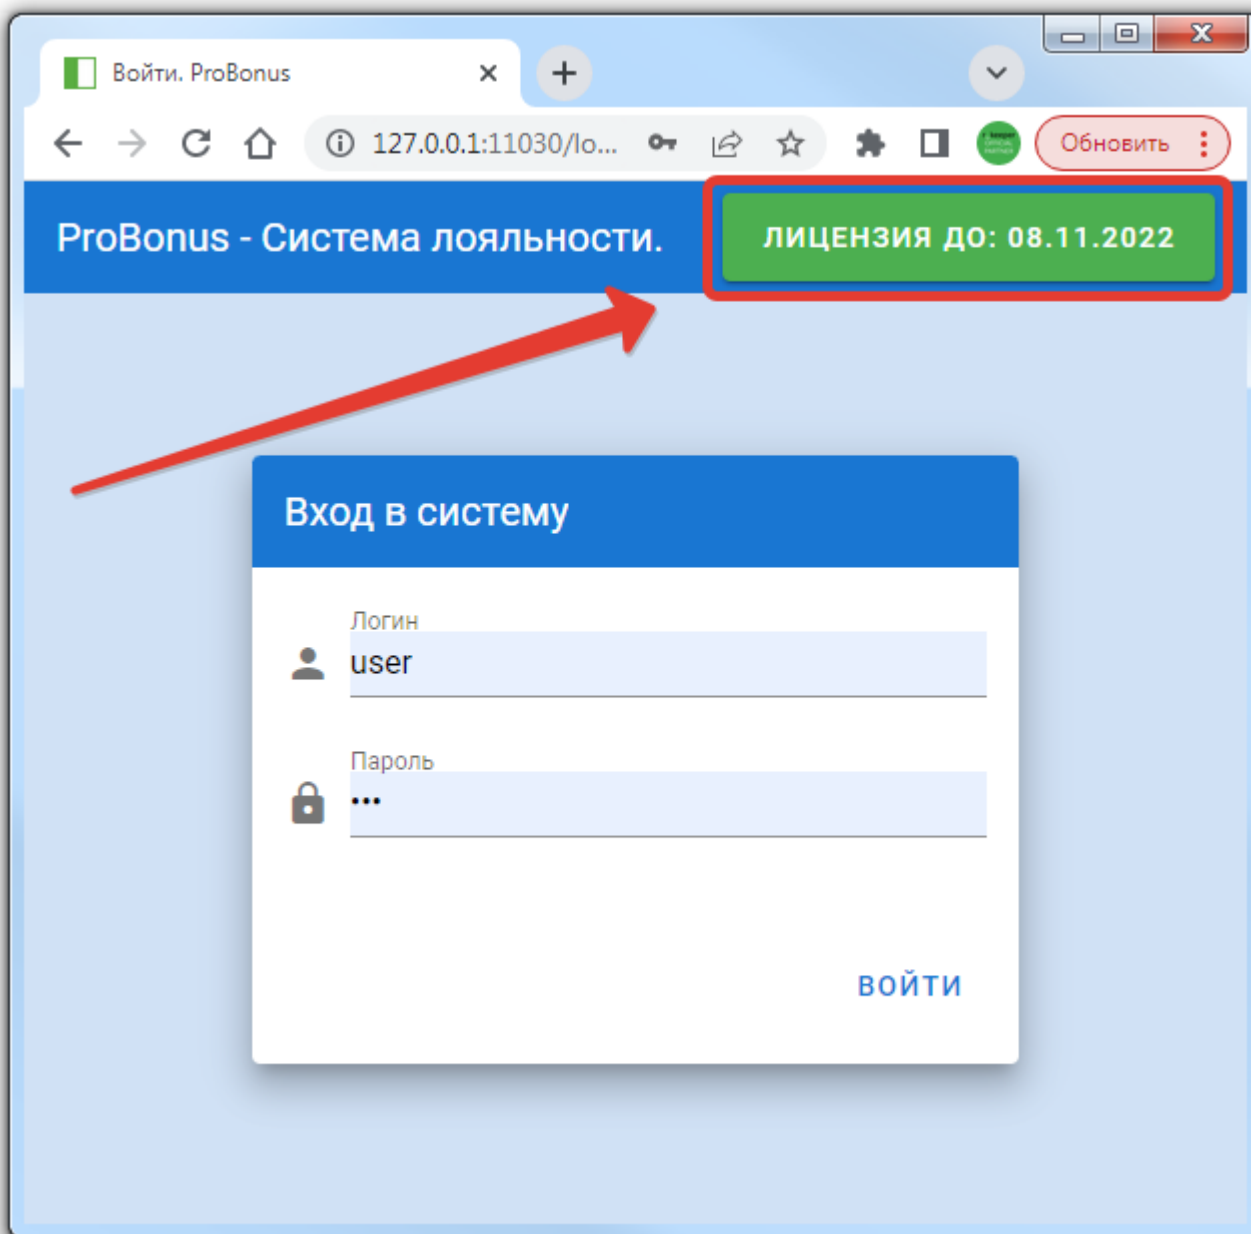 Войти. ProBonus
127.0.0.1:11030/lo...
Обновить
ProBonus - Система лояльности.
ЛИЦЕНЗИЯ ДО: 08.11.2022
Вход в систему
Логин
user
Пароль
•••
ВОЙТИ